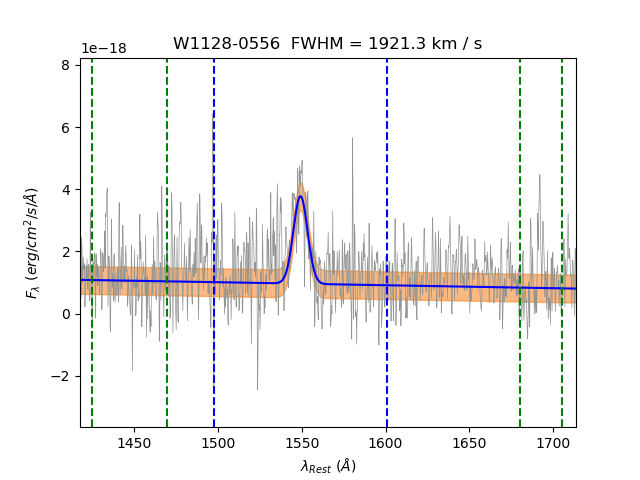 W1128-0556  FWHM = 1921.3 km / s
1e−18
8
6
4
2
0
−2
F_λ (erg/cm²/s/Å)
1450 1500 1550 1600 1650 1700
λ_Rest (Å)